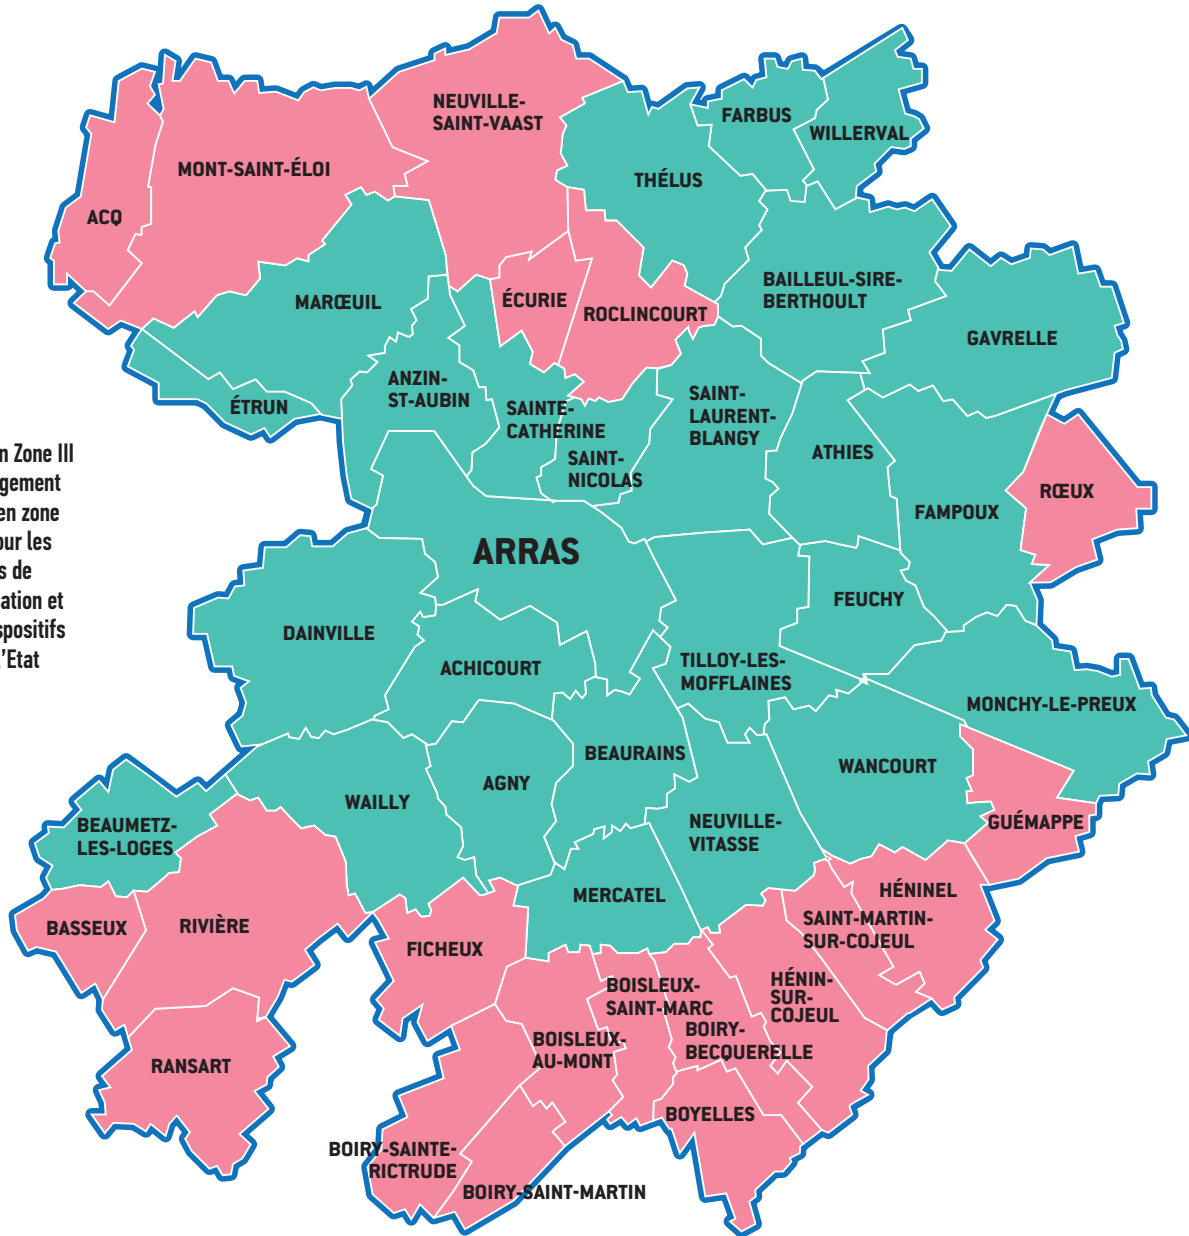 NEUVILLE-
SAINT-VAAST
FARBUS
WILLERVAL
MONT-SAINT-ÉLOI
THÉLUS
ACQ
BAILLEUL-SIRE-
BERTHOULT
MARŒUIL
ÉCURIE
ROCLINCOURT
GAVRELLE
ANZIN-
ST-AUBIN
SAINT-
LAURENT-
BLANGY
ÉTRUN
SAINTE-
CATHERINE
ATHIES
SAINT-
NICOLAS
n Zone III
gement
en zone
our les
s de
ation et
spositifs
'Etat
RŒUX
FAMPOUX
ARRAS
FEUCHY
DAINVILLE
ACHICOURT
TILLOY-LES-
MOFFLAINES
MONCHY-LE-PREUX
BEAURAINS
WANCOURT
AGNY
WAILLY
BEAUMETZ-
LES-LOGES
NEUVILLE-
VITASSE
GUÉMAPPE
MERCATEL
HÉNINEL
BASSEUX
RIVIÈRE
SAINT-MARTIN-
SUR-COJEUL
FICHEUX
BOISLEUX-
SAINT-MARC
HÉNIN-
SUR-
COJEUL
BOISLEUX-
AU-MONT
BOIRY-
BECQUERELLE
RANSART
BOYELLES
BOIRY-SAINTE-
RICTRUDE
BOIRY-SAINT-MARTIN